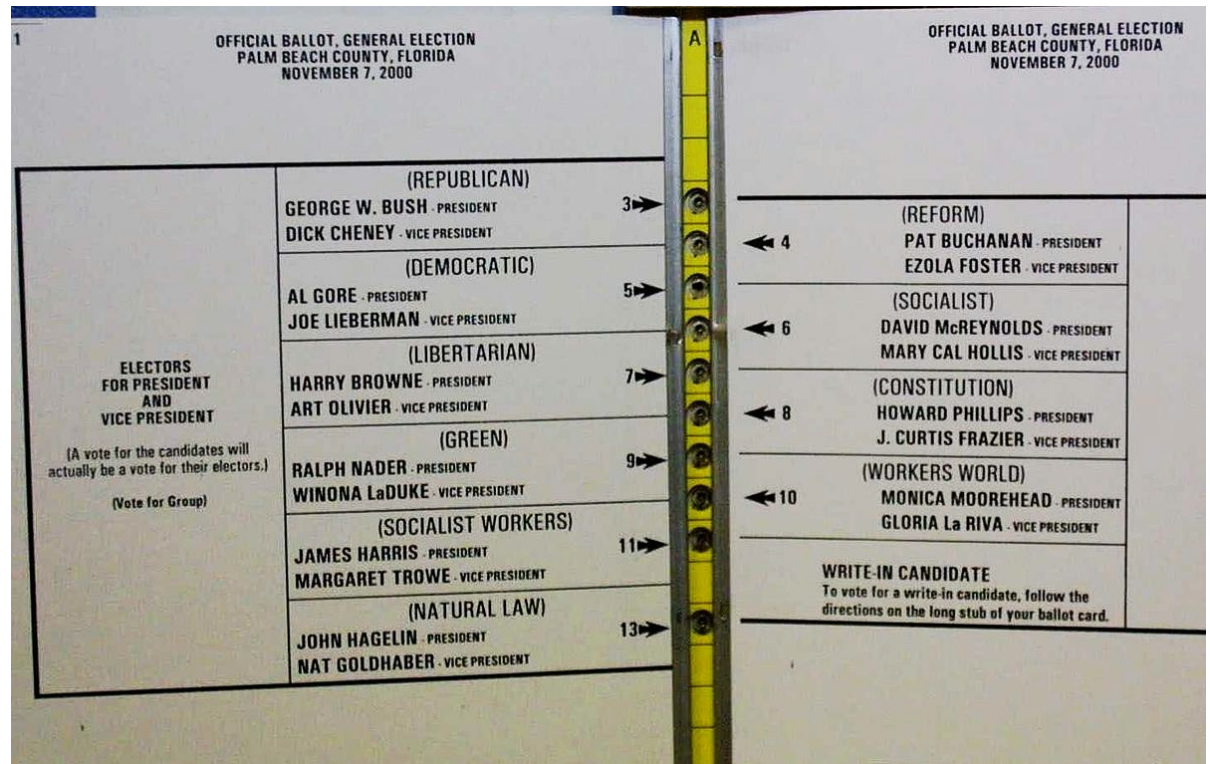 1
OFFICIAL BALLOT, GENERAL ELECTION
PALM BEACH COUNTY, FLORIDA
NOVEMBER 7, 2000
ELECTORS
FOR PRESIDENT
AND
VICE PRESIDENT
(A vote for the candidates will
actually be a vote for their electors.)
(Vote for Group)
(REPUBLICAN)
GEORGE W. BUSH - PRESIDENT
DICK CHENEY - VICE PRESIDENT
3
(DEMOCRATIC)
AL GORE - PRESIDENT
JOE LIEBERMAN - VICE PRESIDENT
5
(LIBERTARIAN)
HARRY BROWNE - PRESIDENT
ART OLIVIER - VICE PRESIDENT
7
(GREEN)
RALPH NADER - PRESIDENT
WINONA LaDUKE - VICE PRESIDENT
9
(SOCIALIST WORKERS)
JAMES HARRIS - PRESIDENT
MARGARET TROWE - VICE PRESIDENT
11
(NATURAL LAW)
JOHN HAGELIN - PRESIDENT
NAT GOLDHABER - VICE PRESIDENT
13
A
OFFICIAL BALLOT, GENERAL ELECTION
PALM BEACH COUNTY, FLORIDA
NOVEMBER 7, 2000
(REFORM)
4 PAT BUCHANAN - PRESIDENT
EZOLA FOSTER - VICE PRESIDENT
(SOCIALIST)
6 DAVID McREYNOLDS - PRESIDENT
MARY CAL HOLLIS - VICE PRESIDENT
(CONSTITUTION)
8 HOWARD PHILLIPS - PRESIDENT
J. CURTIS FRAZIER - VICE PRESIDENT
(WORKERS WORLD)
10 MONICA MOOREHEAD - PRESIDENT
GLORIA La RIVA - VICE PRESIDENT
WRITE-IN CANDIDATE
To vote for a write-in candidate, follow the
directions on the long stub of your ballot card.